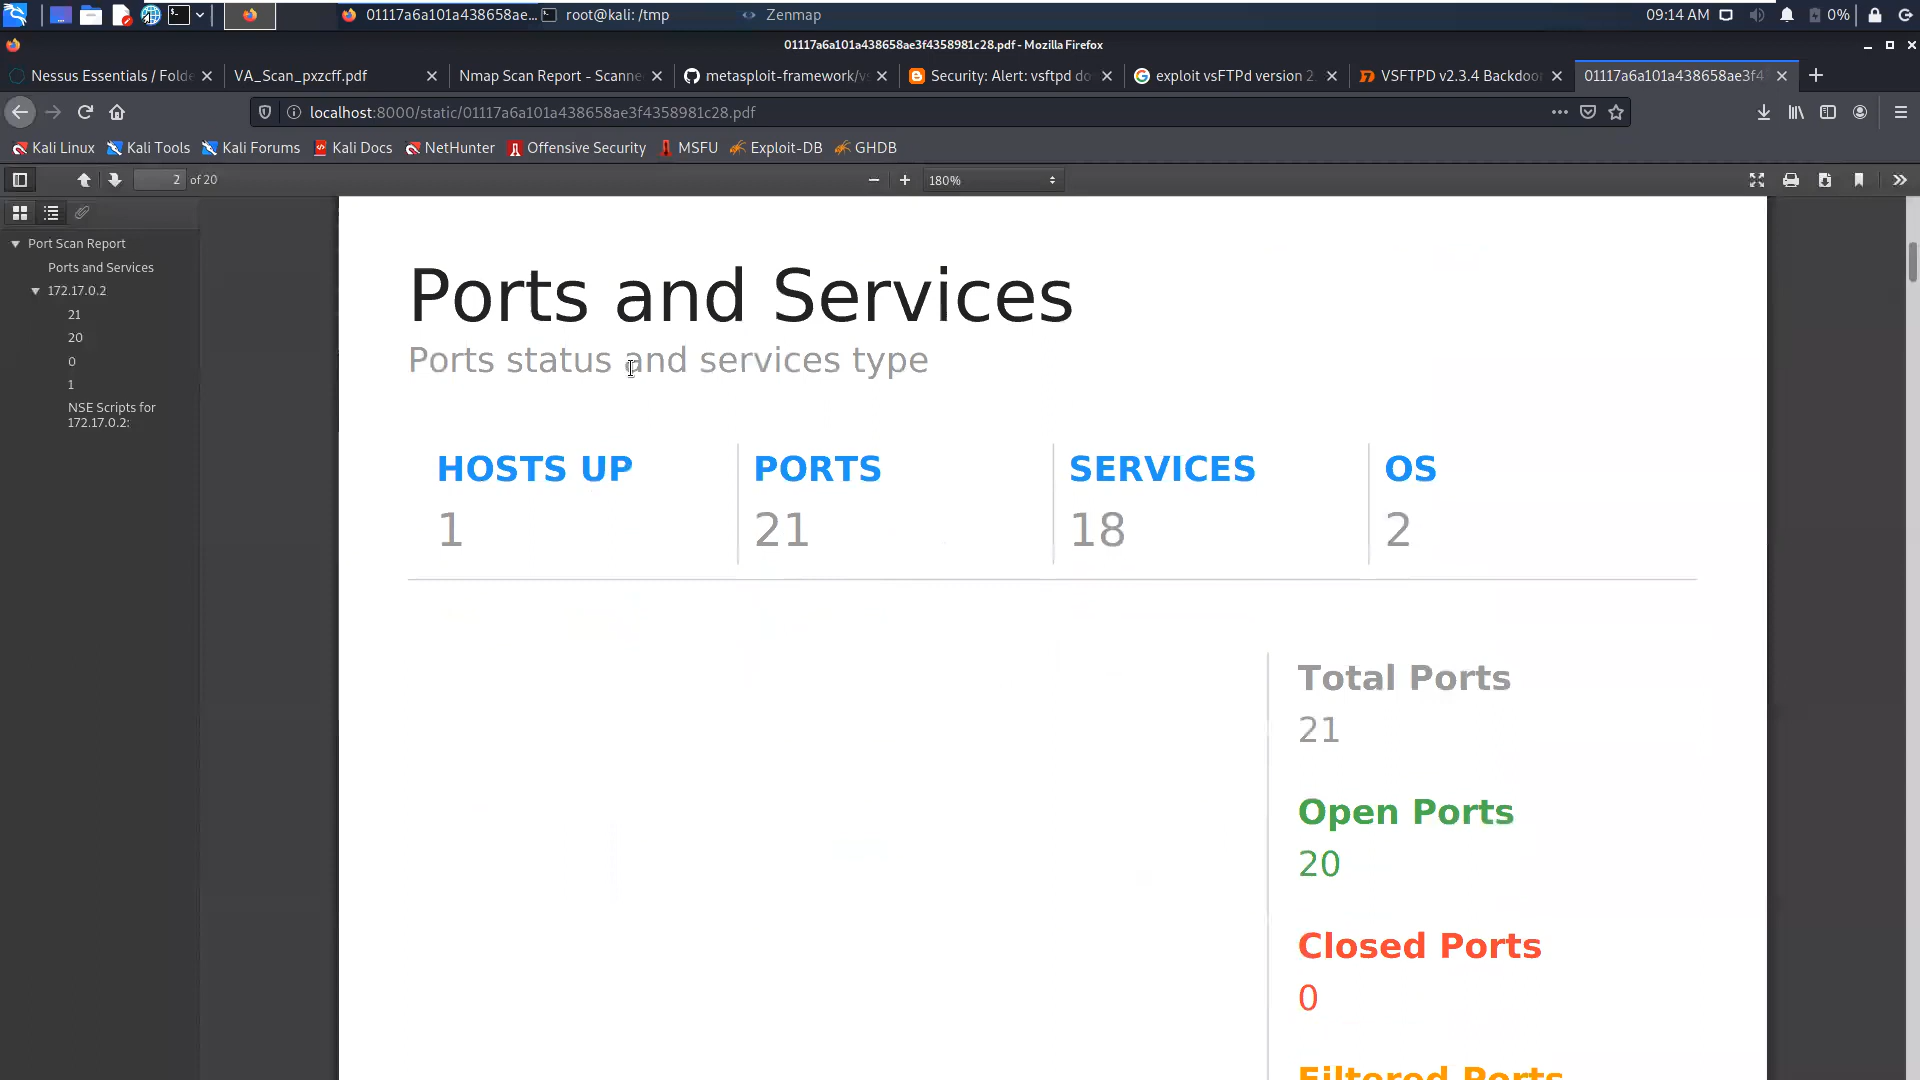 01117a6a101a438658ae... root@kali: /tmp Zenmap 09:14 AM 0%
01117a6a101a438658ae3f4358981c28.pdf - Mozilla Firefox
Nessus Essentials / Folde VA_Scan_pxzcff.pdf Nmap Scan Report - Scanne metasploit-framework/v Security: Alert: vsftpd do exploit vsFTPd version 2. VSFTPD v2.3.4 Backdoor 01117a6a101a438658ae3f4
localhost:8000/static/01117a6a101a438658ae3f4358981c28.pdf
Kali Linux Kali Tools Kali Forums Kali Docs NetHunter Offensive Security MSFU Exploit-DB GHDB
2 of 20 180%
Port Scan Report
Ports and Services
172.17.0.2
21
20
0
1
NSE Scripts for
172.17.0.2:
Ports and Services
Ports status and services type
HOSTS UP PORTS SERVICES OS
1 21 18 2
Total Ports
21
Open Ports
20
Closed Ports
0
Filtered Ports